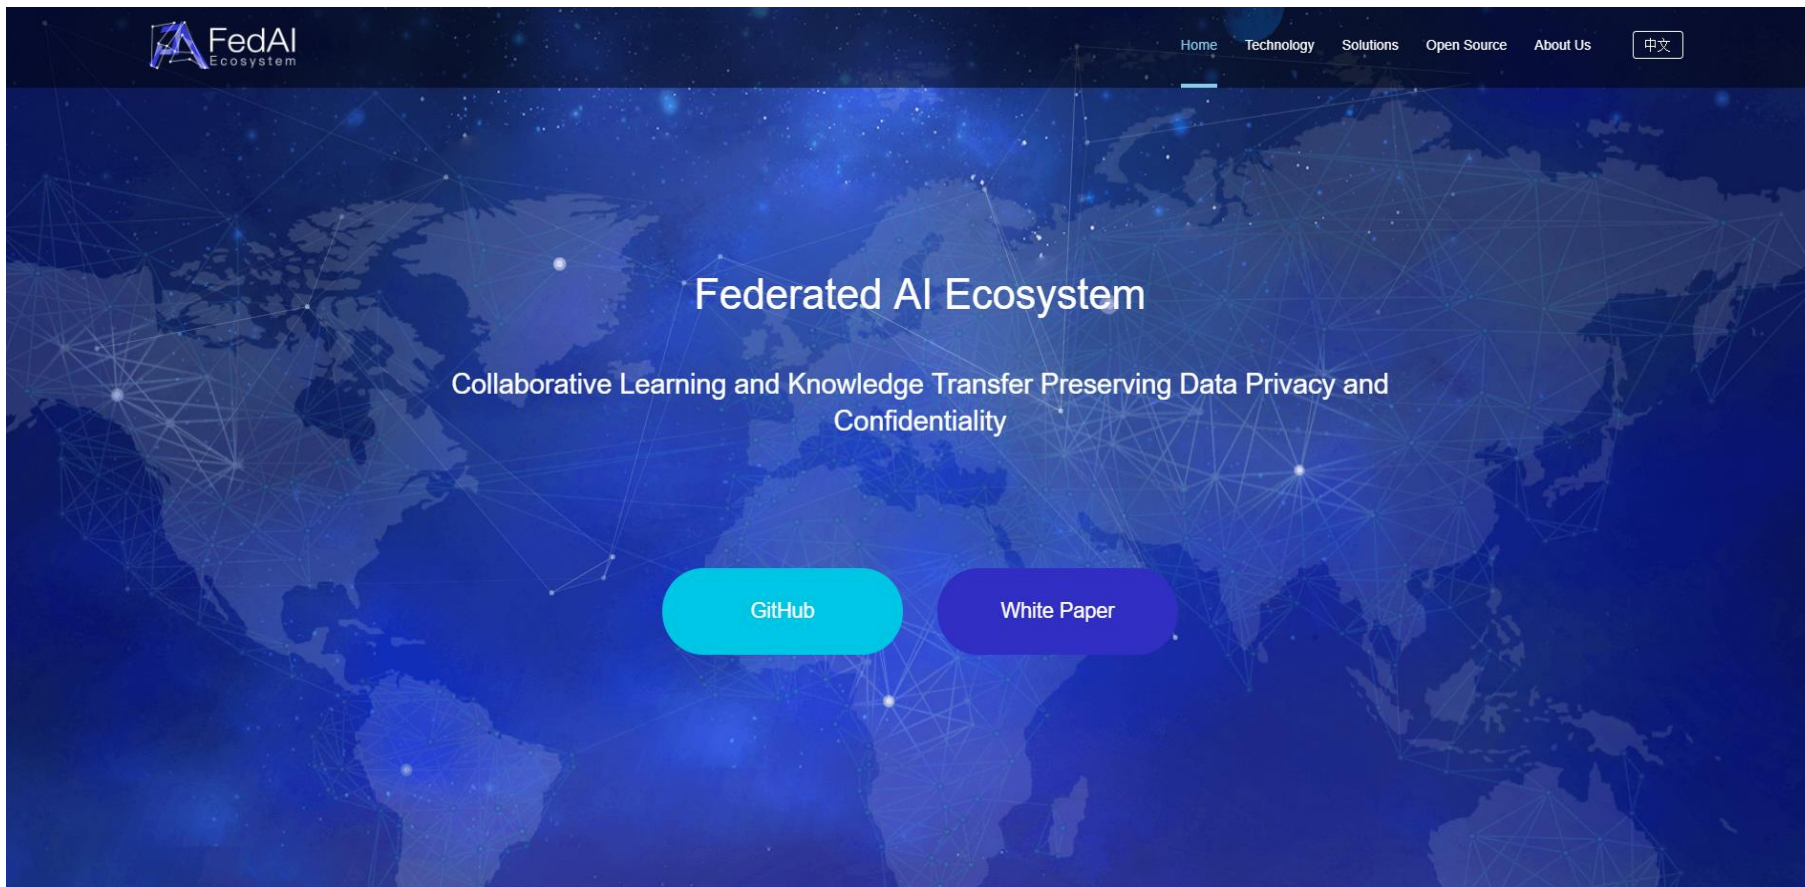 FedAI
Ecosystem
Home Technology Solutions Open Source About Us 中文
Federated AI Ecosystem
Collaborative Learning and Knowledge Transfer Preserving Data Privacy and
Confidentiality
GitHub White Paper